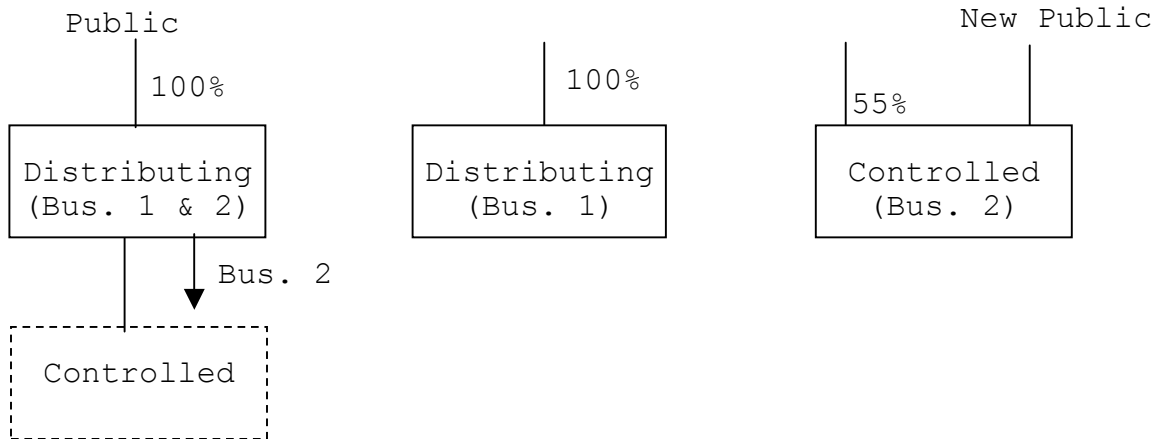 Public
100%
Distributing
(Bus. 1 & 2)
Bus. 2
Controlled
100%
Distributing
(Bus. 1)
New Public
55%
Controlled
(Bus. 2)